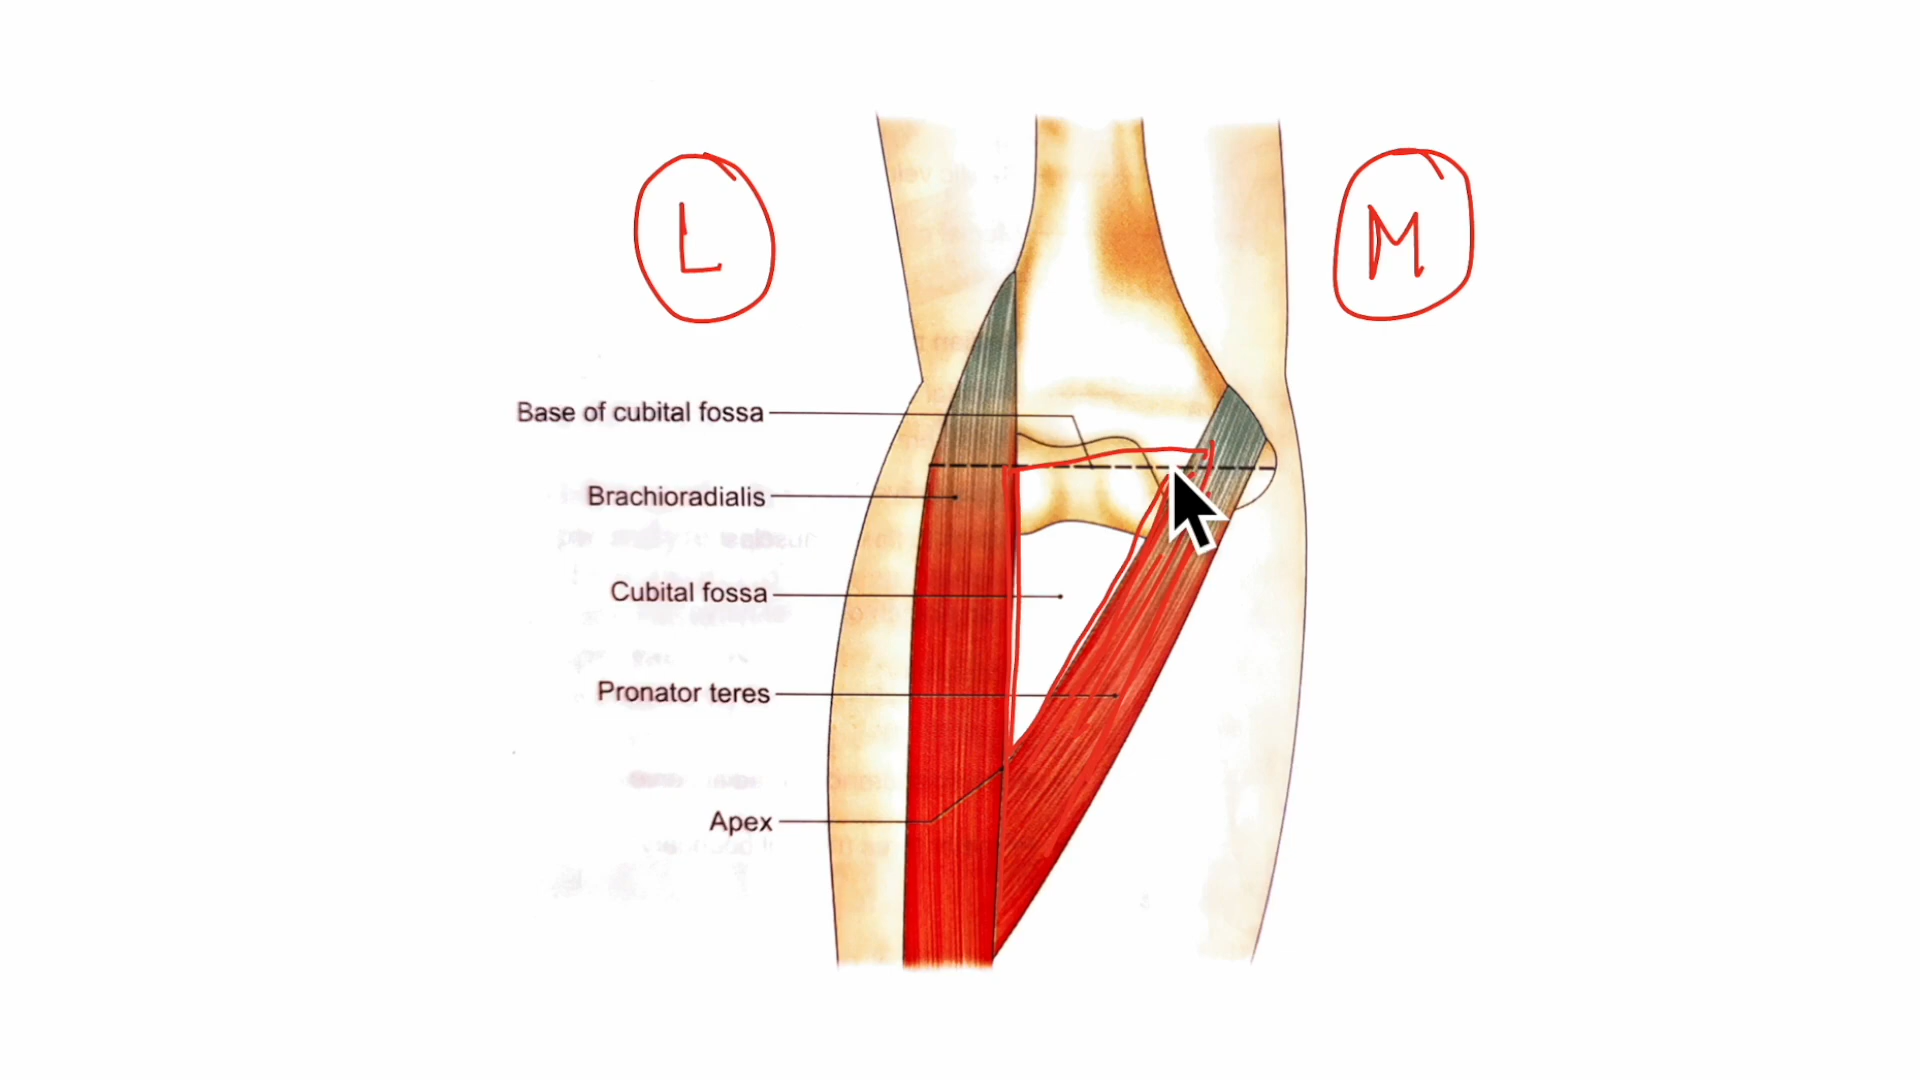 L
M
Base of cubital fossa
Brachioradialis
Cubital fossa
Pronator teres
Apex